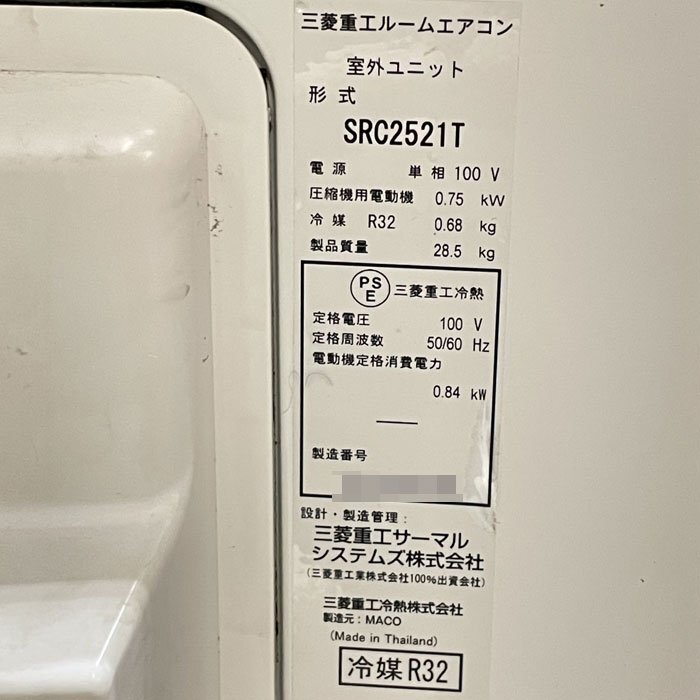 三菱重工ルームエアコン
室外ユニット
形 式
SRC2521T
電 源 単 相 100 V
圧縮機用電動機 0.75 kW
冷 媒 R32 0.68 kg
製品質量 28.5 kg
PS E 三菱重工冷熱
定格電圧 100 V
定格周波数 50/60 Hz
電動機定格消費電力
0.84 kW
製造番号
設計・製造管理:
三菱重工サーマル
システムズ株式会社
(三菱重工業株式会社100%出資会社)
三菱重工冷熱株式会社
製造元:MACO
(Made in Thailand)
冷媒 R32